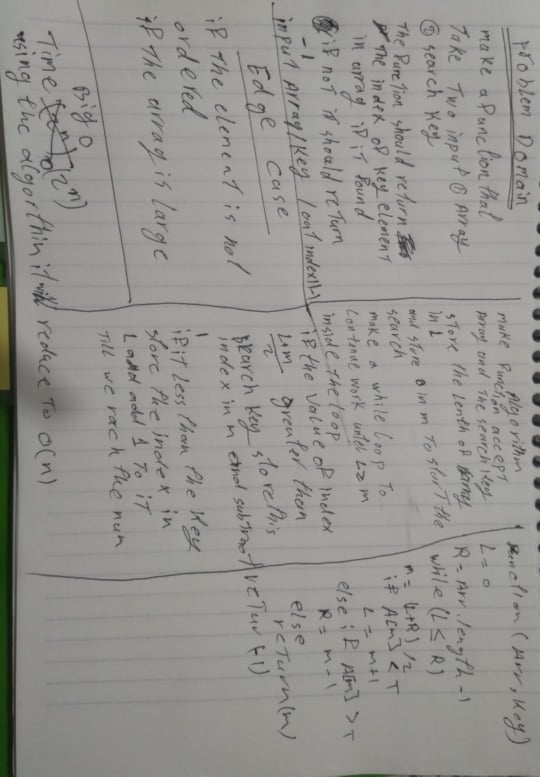 Problem Domain
make a function that
Take Two input ① Array
② search key
The function should return
the index of key element
in array if it found
if not it should return
-1
input Array/key / out index/-1
Edge case
if the element is not
ordered
if the array is large
Big O
Time O(2n)
using the algorithm it will reduce to O(n)
Algorithm
make function accept
Array and the search key
store the length of array
in L
and store 0 in m To start the
search
make a while loop to
contenue work until L>m
inside the loop
if the value of index
L+m
2
greater than
search key store this
index in m and subtract 1
if it less than the key
store the index in
L and add 1 To it
Till we rach the num
function (Arr, key)
L = 0
R = Arr.length - 1
while (L ≤ R)
m = (L+R) / 2
if A[m] < T
L = m+1
else if A[m] > T
R = m-1
else
return(m)
return(-1)